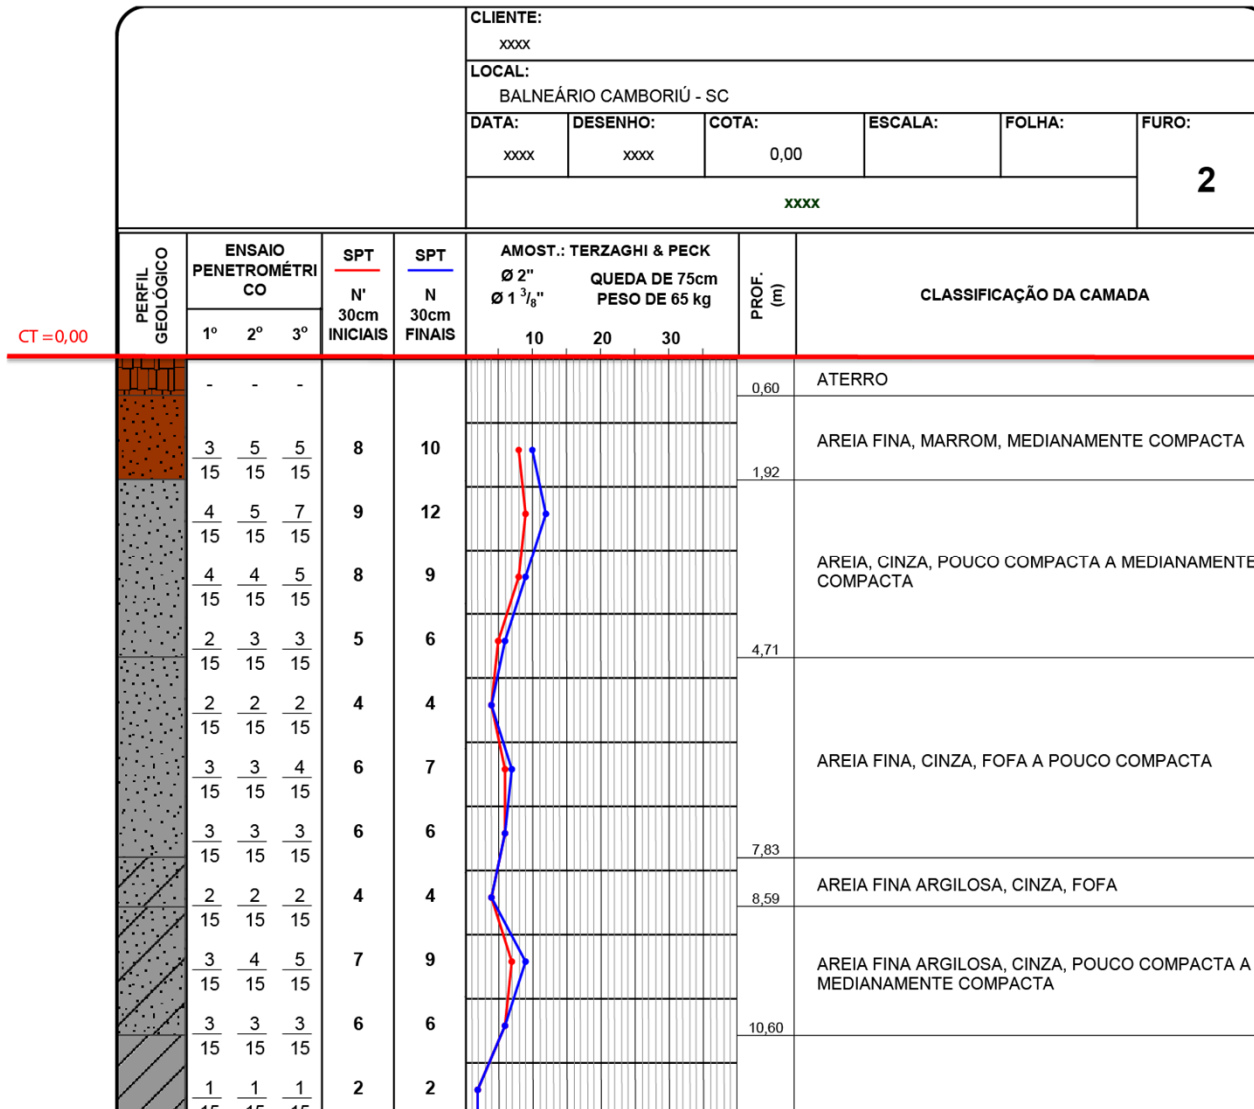 CLIENTE:
xxxx
LOCAL:
BALNEÁRIO CAMBORIÚ - SC
DATA: DESENHO: COTA: ESCALA: FOLHA: FURO:
xxxx xxxx 0,00
2
xxxx
PERFIL
GEOLÓGICO
ENSAIO
PENETROMÉTRI
CO
1º 2º 3º
SPT
N'
30cm
INICIAIS
SPT
N
30cm
FINAIS
AMOST.: TERZAGHI & PECK
Ø 2" QUEDA DE 75cm
Ø 1 3/8" PESO DE 65 kg
10 20 30
PROF.
(m)
CLASSIFICAÇÃO DA CAMADA
CT =0,00
- - -
0,60 ATERRO
3 5 5 8 10
15 15 15
AREIA FINA, MARROM, MEDIANAMENTE COMPACTA
1,92
4 5 7 9 12
15 15 15
4 4 5 8 9
15 15 15
AREIA, CINZA, POUCO COMPACTA A MEDIANAMENTE
COMPACTA
2 3 3 5 6
15 15 15
4,71
2 2 2 4 4
15 15 15
3 3 4 6 7
15 15 15
AREIA FINA, CINZA, FOFA A POUCO COMPACTA
3 3 3 6 6
15 15 15
7,83
2 2 2 4 4
15 15 15
AREIA FINA ARGILOSA, CINZA, FOFA
8,59
3 4 5 7 9
15 15 15
AREIA FINA ARGILOSA, CINZA, POUCO COMPACTA A
MEDIANAMENTE COMPACTA
3 3 3 6 6
15 15 15
10,60
1 1 1 2 2
15 15 15